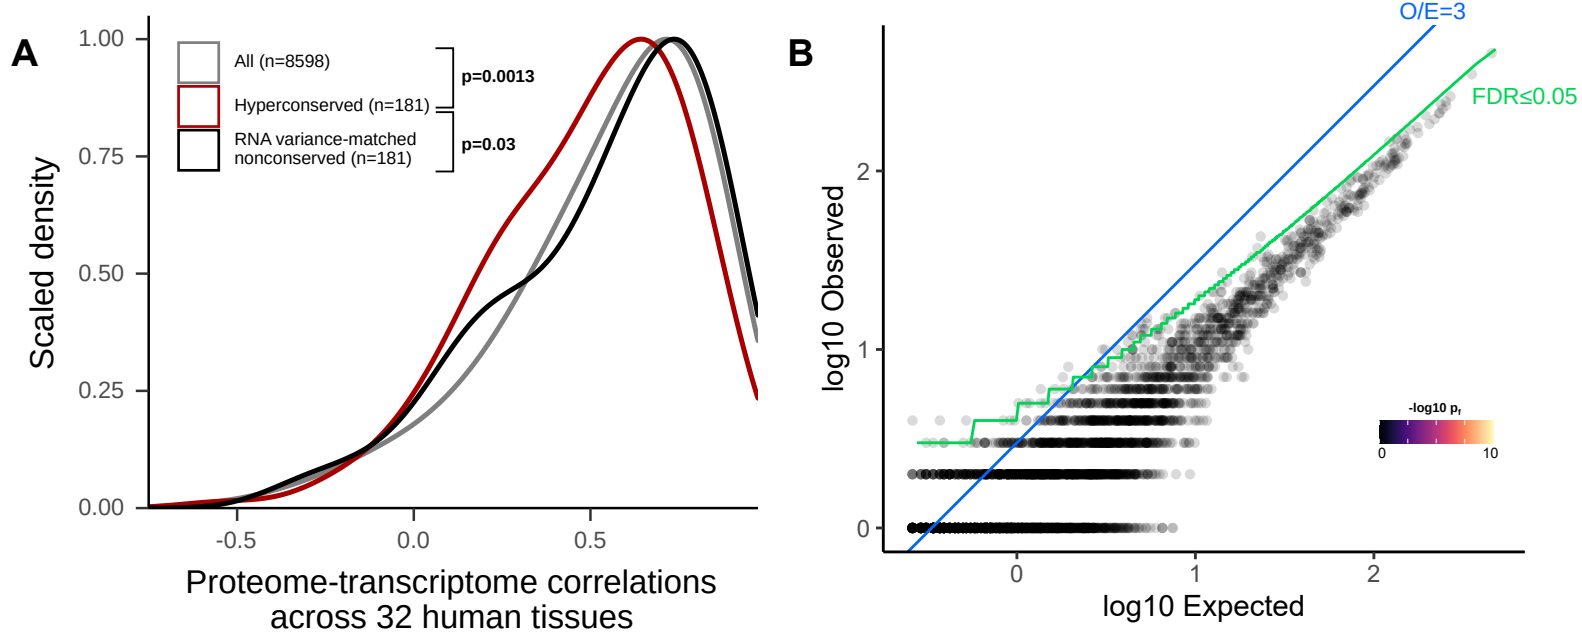 A
1.00
0.75
0.50
0.25
0.00
Scaled density
All (n=8598)
Hyperconserved (n=181)
RNA variance-matched
nonconserved (n=181)
p=0.0013
p=0.03
-0.5
0.0
0.5
Proteome-transcriptome correlations
across 32 human tissues
B
O/E=3
FDR≤0.05
2
1
0
log10 Observed
-log10 pf
0
10
0
1
2
log10 Expected